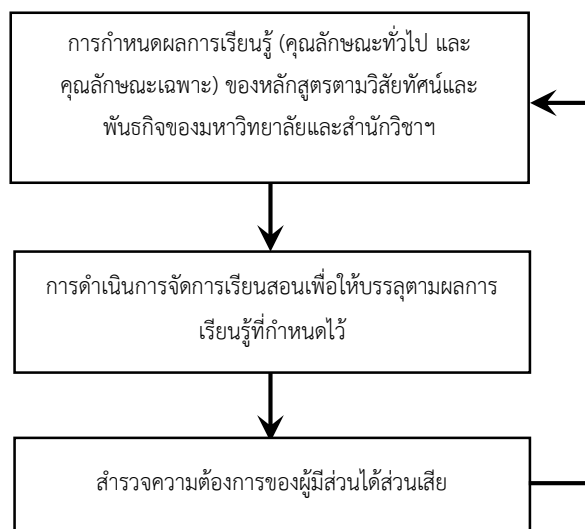 การกำหนดผลการเรียนรู้ (คุณลักษณะทั่วไป และ
คุณลักษณะเฉพาะ) ของหลักสูตรตามวิสัยทัศน์และ
พันธกิจของมหาวิทยาลัยและสำนักวิชาฯ
การดำเนินการจัดการเรียนสอนเพื่อให้บรรลุตามผลการ
เรียนรู้ที่กำหนดไว้
สำรวจความต้องการของผู้มีส่วนได้ส่วนเสีย